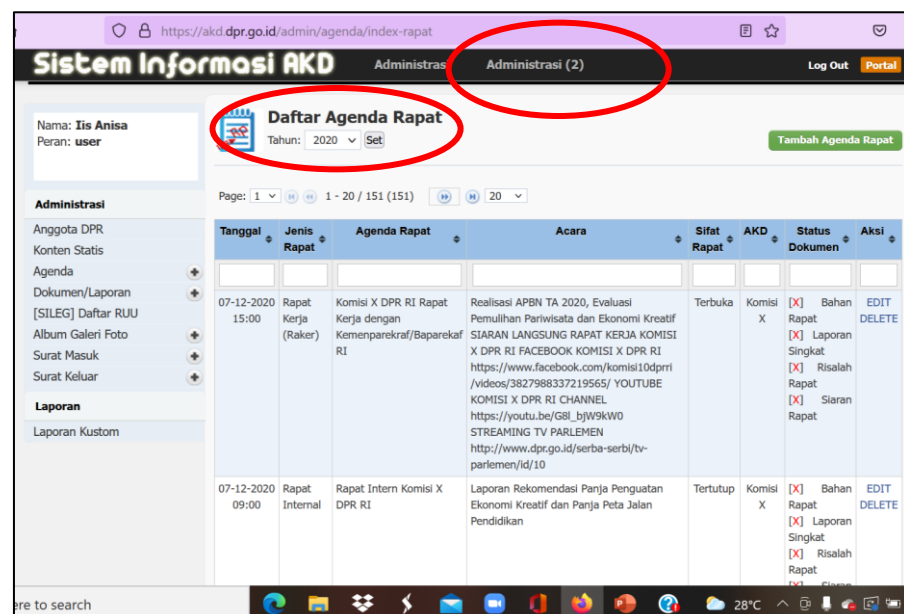 https://akd.dpr.go.id/admin/agenda/index-rapat
Sistem Informasi AKD Administras Administrasi (2) Log Out Portal
Nama: Iis Anisa
Peran: user
Daftar Agenda Rapat
Tahun: 2020 Set
Tambah Agenda Rapat
Page: 1 1 - 20 / 151 (151) 20
Administrasi
Anggota DPR
Konten Statis
Agenda
Dokumen/Laporan
[SILEG] Daftar RUU
Album Galeri Foto
Surat Masuk
Surat Keluar
Laporan
Laporan Kustom
Tanggal Jenis Rapat Agenda Rapat Acara Sifat Rapat AKD Status Dokumen Aksi
07-12-2020
15:00
Rapat
Kerja
(Raker)
Komisi X DPR RI Rapat
Kerja dengan
Kemenparekraf/Baparekaf
RI
Realisasi APBN TA 2020, Evaluasi
Pemulihan Pariwisata dan Ekonomi Kreatif
SIARAN LANGSUNG RAPAT KERJA KOMISI
X DPR RI FACEBOOK KOMISI X DPR RI
https://www.facebook.com/komisi10dprri
/videos/3827988337219565/ YOUTUBE
KOMISI X DPR RI CHANNEL
https://youtu.be/G8l_bjW9kW0
STREAMING TV PARLEMEN
http://www.dpr.go.id/serba-serbi/tv-
parlemen/id/10
Terbuka
Komisi
X
[X] Bahan
Rapat
[X] Laporan
Singkat
[X] Risalah
Rapat
[X] Siaran
Rapat
EDIT
DELETE
07-12-2020
09:00
Rapat
Internal
Rapat Intern Komisi X
DPR RI
Laporan Rekomendasi Panja Penguatan
Ekonomi Kreatif dan Panja Peta Jalan
Pendidikan
Tertutup
Komisi
X
[X] Bahan
Rapat
[X] Laporan
Singkat
[X] Risalah
Rapat
[X] Siaran
EDIT
DELETE
ere to search
28°C